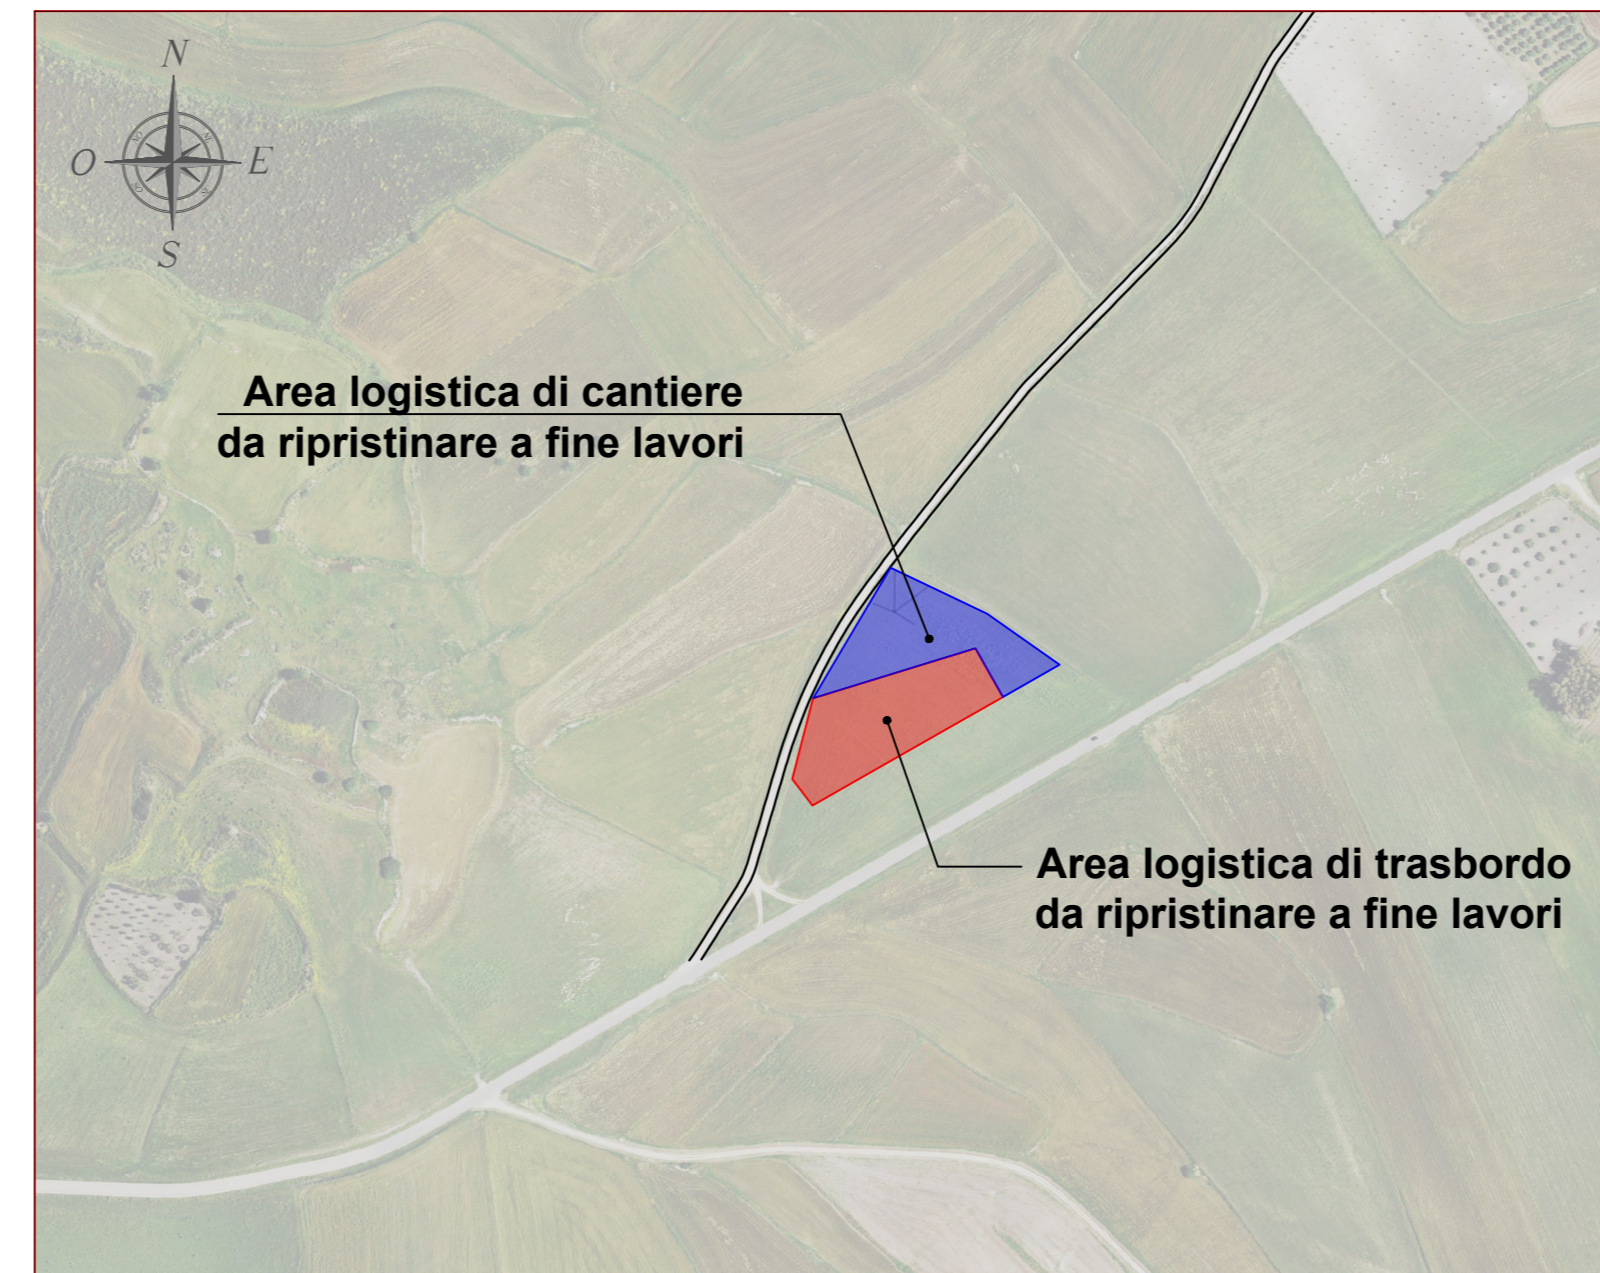 N
O
E
S
Area logistica di cantiere
da ripristinare a fine lavori
Area logistica di trasbordo
da ripristinare a fine lavori